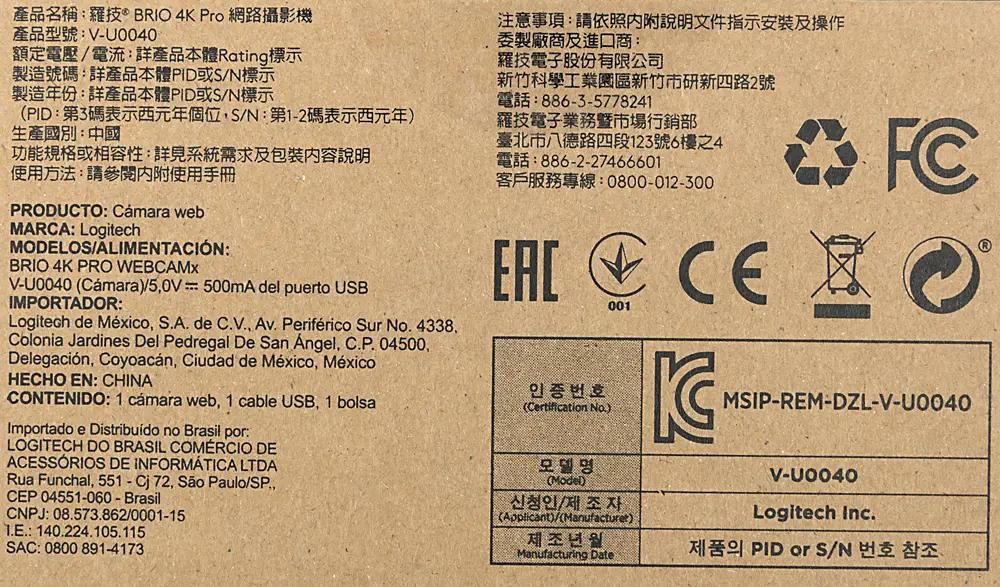 產品名稱：羅技® BRIO 4K Pro 網路攝影機
產品型號：V-U0040
額定電壓/電流：詳產品本體Rating標示
製造號碼：詳產品本體PID或S/N標示
製造年份：詳產品本體PID或S/N標示
（PID：第3碼表示西元年個位，S/N：第1-2碼表示西元年）
生產國別：中國
功能規格或相容性：詳見系統需求及包裝內容說明
使用方法：請參閱內附使用手冊
PRODUCTO: Cámara web
MARCA: Logitech
MODELOS/ALIMENTACIÓN:
BRIO 4K PRO WEBCAMx
V-U0040 (Cámara)/5,0V⎓ 500mA del puerto USB
IMPORTADOR:
Logitech de México, S.A. de C.V., Av. Periférico Sur No. 4338,
Colonia Jardines Del Pedregal De San Ángel, C.P. 04500,
Delegación, Coyoacán, Ciudad de México, México
HECHO EN: CHINA
CONTENIDO: 1 cámara web, 1 cable USB, 1 bolsa
Importado e Distribuído no Brasil por:
LOGITECH DO BRASIL COMÉRCIO DE
ACESSÓRIOS DE INFORMÁTICA LTDA
Rua Funchal, 551 - Cj 72, São Paulo/SP.,
CEP 04551-060 - Brasil
CNPJ: 08.573.862/0001-15
I.E.: 140.224.105.115
SAC: 0800 891-4173
注意事項：請依照內附說明文件指示安裝及操作
委製廠商及進口商：
羅技電子股份有限公司
新竹科學工業園區新竹市研新四路2號
電話：886-3-5778241
羅技電子業務暨市場行銷部
臺北市八德路四段123號6樓之4
電話：886-2-27466601
客戶服務專線：0800-012-300
FC
EAC
001
CE
®
인증번호
(Certification No.)
KC
MSIP-REM-DZL-V-U0040
모델명
(Model)
V-U0040
신청인/제조자
(Applicant)/(Manufacturer)
Logitech Inc.
제조년월
Manufacturing Date
제품의 PID or S/N 번호 참조